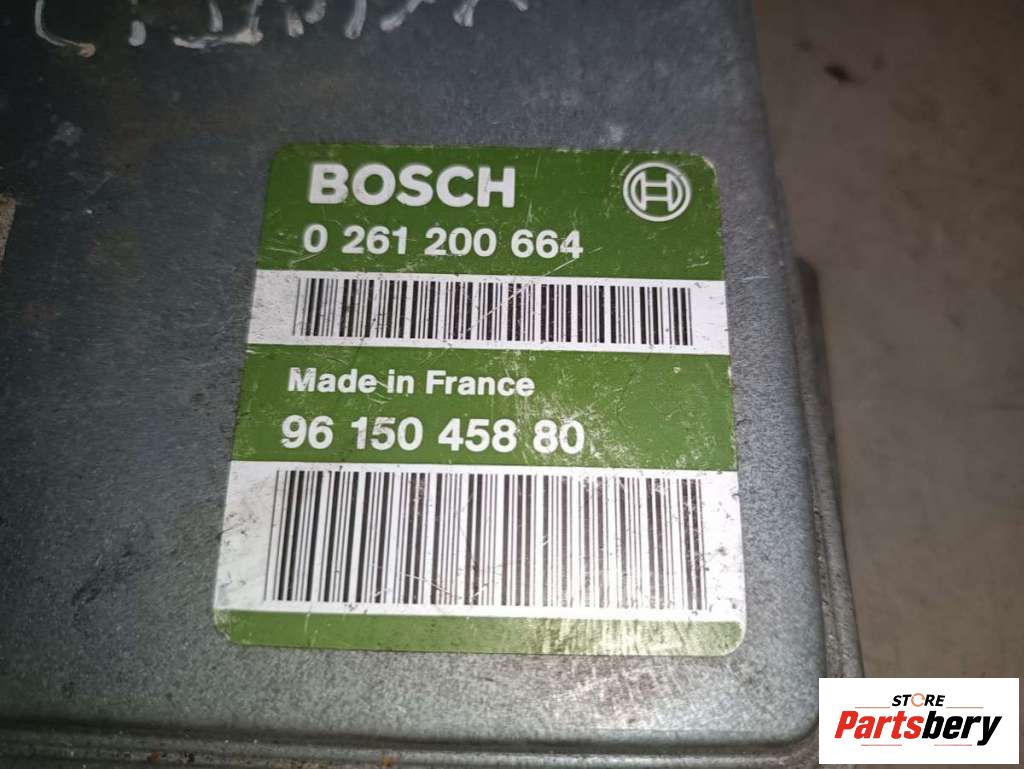 BOSCH
0 261 200 664
Made in France
96 150 458 80
STORE
Partsbery